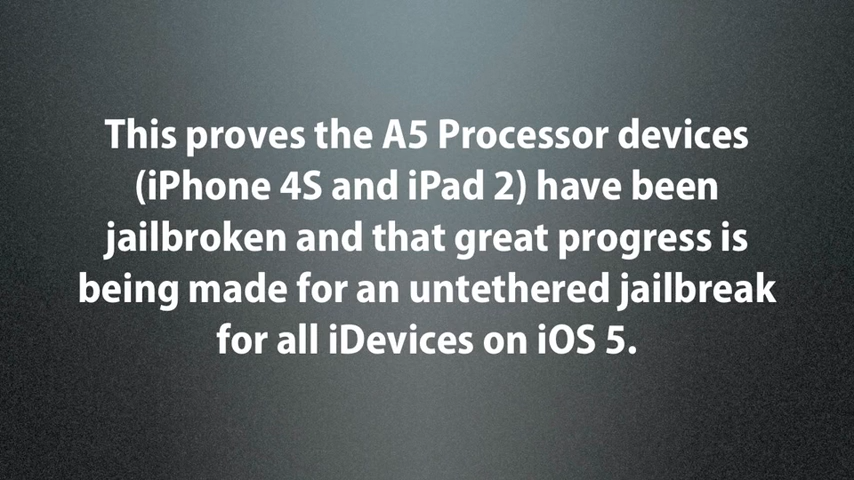 This proves the A5 Processor devices
(iPhone 4S and iPad 2) have been
jailbroken and that great progress is
being made for an untethered jailbreak
for all iDevices on iOS 5.